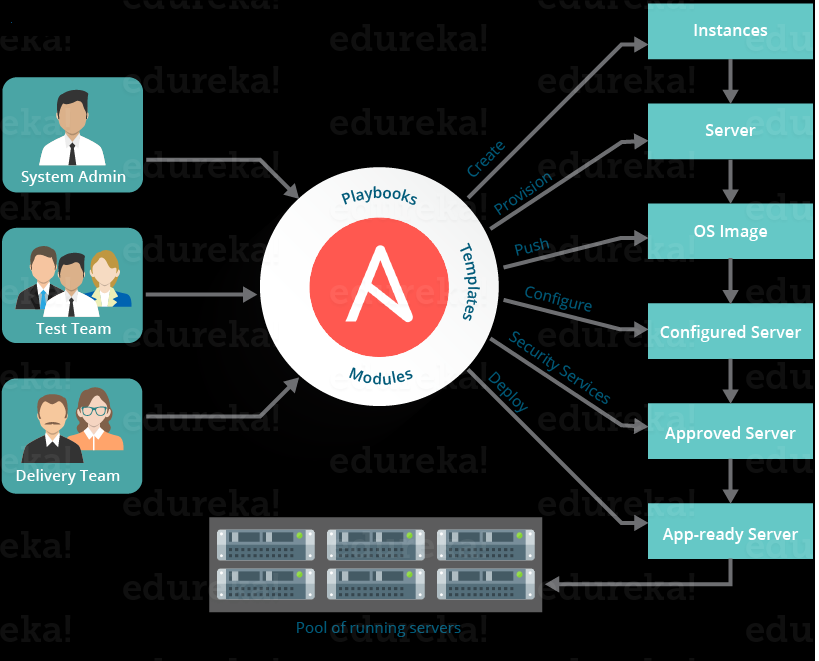 System Admin
Test Team
Delivery Team
Playbooks
Templates
Modules
Create
Provision
Push
Configure
Security Services
Deploy
Instances
Server
OS Image
Configured Server
Approved Server
App-ready Server
Pool of running servers
edureka!